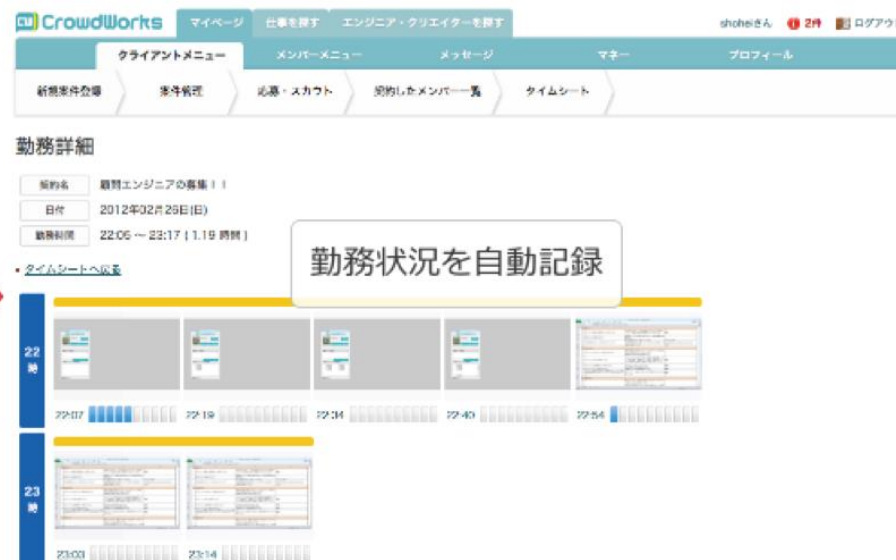 CrowdWorks
マイページ 仕事を探す エンジニア・クリエイターを探す
shoheiさん 2件 ログアウ
クライアントメニュー メンバーメニュー メッセージ マネー プロフィール
新規案件登録 案件管理 応募・スカウト 契約したメンバー一覧 タイムシート
勤務詳細
契約名 顧問エンジニアの募集！！
日付 2012年02月26日(日)
勤務時間 22:06 ～ 23:17 ( 1.19 時間 )
勤務状況を自動記録
タイムシートへ戻る
22時
22:07 22:19 22:34 22:43 22:54
23時
23:03 23:14